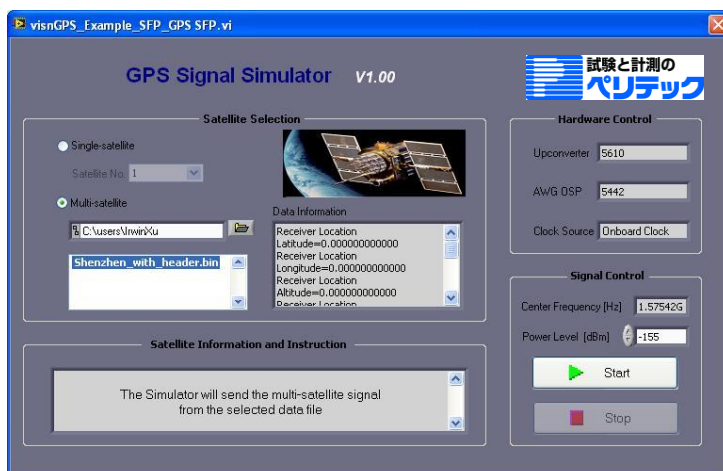 visnGPS_Example_SFP_GPS SFP.vi
GPS Signal Simulator V1.00
試験と計測の
ペリテック
Satellite Selection
Single-satellite
Satellite No. 1
Multi-satellite
C:\users\IrwinXu
Shenzhen_with_header.bin
Data Information
Receiver Location
Latitude=0.000000000000
Receiver Location
Longitude=0.000000000000
Receiver Location
Altitude=0.000000000000
Receiver Location
Hardware Control
Upconverter 5610
AWG OSP 5442
Clock Source Onboard Clock
Signal Control
Center Frequency [Hz] 1.57542G
Power Level [dBm] -155
Start
Stop
Satellite Information and Instruction
The Simulator will send the multi-satellite signal
from the selected data file